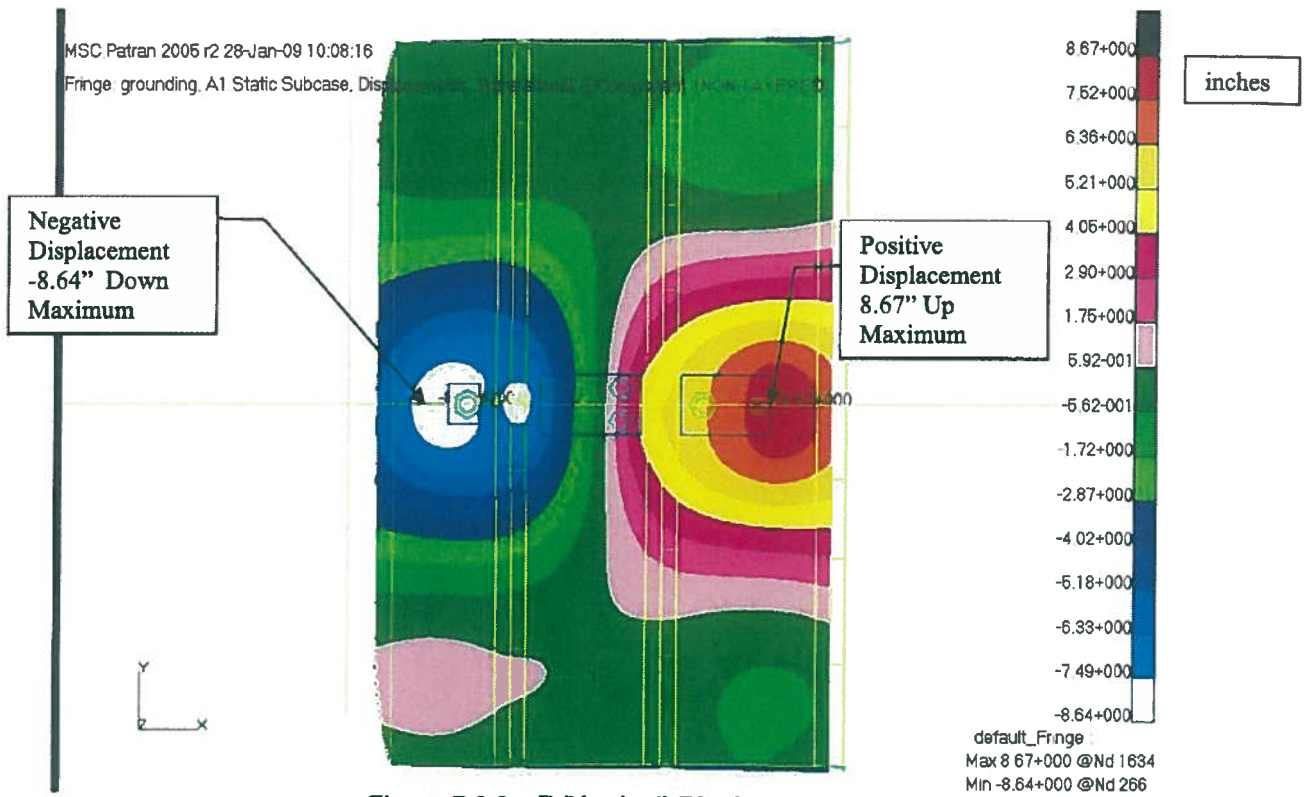 MSC.Patran 2005 r2 28-Jan-09 10:08:16
Fringe: grounding, A1 Static Subcase, (NON-LAYERED)
inches
Negative
Displacement
-8.64” Down
Maximum
Positive
Displacement
8.67” Up
Maximum
8.67+000
7.52+000
6.36+000
5.21+000
4.05+000
2.90+000
1.75+000
5.92-001
-5.62-001
-1.72+000
-2.87+000
-4.02+000
-5.18+000
-6.33+000
-7.49+000
-8.64+000
Y
Z
X
default_Fringe :
Max 8.67+000 @Nd 1634
Min -8.64+000 @Nd 266